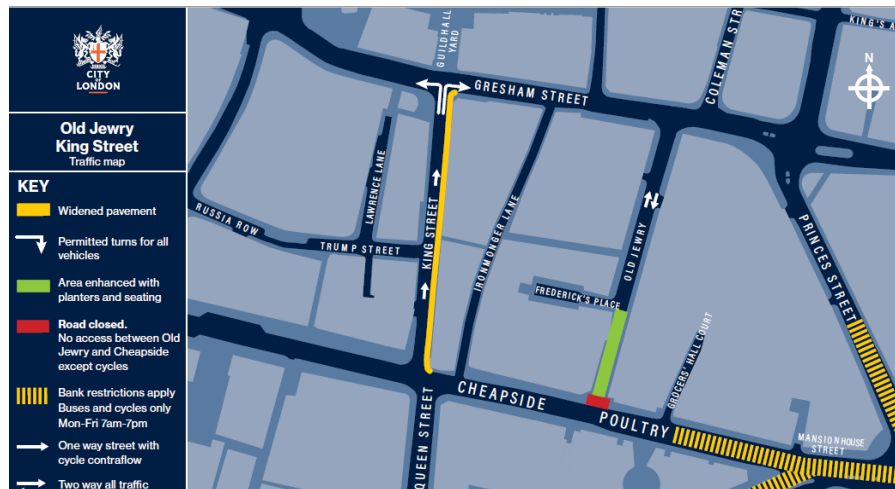 CITY
OF
LONDON
Old Jewry
King Street
Traffic map
KEY
Widened pavement
Permitted turns for all
vehicles
Area enhanced with
planters and seating
Road closed.
No access between Old
Jewry and Cheapside
except cycles
Bank restrictions apply
Buses and cycles only
Mon-Fri 7am-7pm
One way street with
cycle contraflow
Two way all traffic
GUILDHALL
YARD
GRESHAM STREET
COLEMAN STR
KING'S A
N
LAWRENCE LANE
RUSSIA ROW
TRUMP STREET
KING STREET
IRONMONGER LANE
OLD JEWRY
FREDERICK'S PLACE
GROCERS' HALL COURT
PRINCES STREET
CHEAPSIDE
POULTRY
MANSION HOUSE
STREET
QUEEN STREET